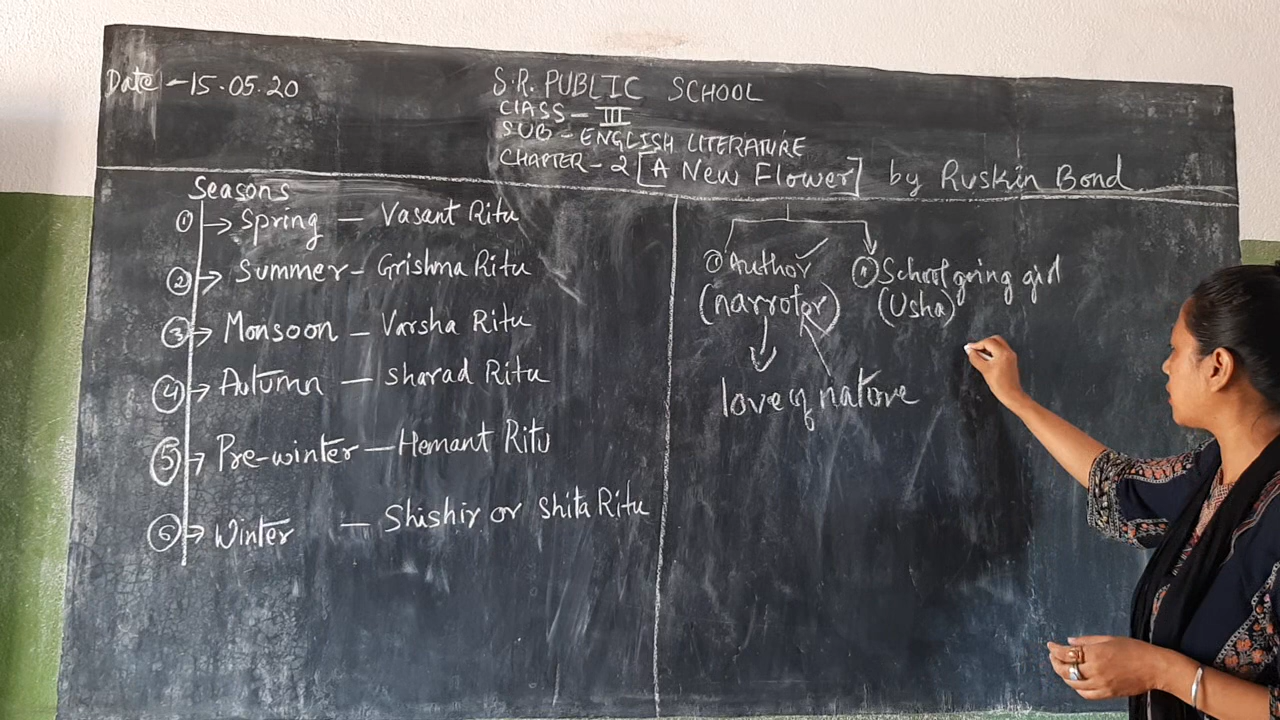 Date - 15.05.20
S.R. PUBLIC SCHOOL
CLASS - III
SUB - ENGLISH LITERATURE
CHAPTER - 2 [A New Flower] by Ruskin Bond
Seasons
① → Spring — Vasant Ritu
② → Summer - Grishma Ritu
③ → Monsoon - Varsha Ritu
④ → Autumn — Sharad Ritu
⑤ → Pre-winter — Hemant Ritu
⑥ → Winter — Shishir or Shita Ritu
① Author ✓
(narrotor)
love of natore
② School going girl
(Usha)